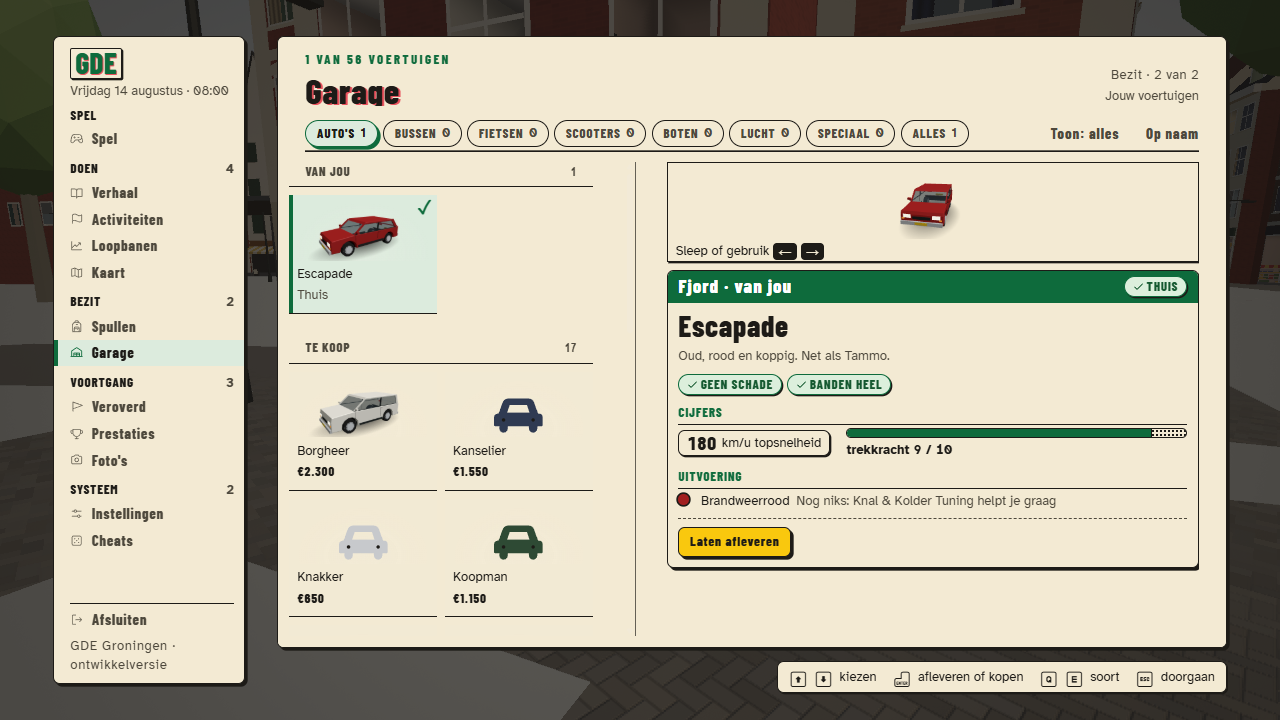 GDE
Vrijdag 14 augustus · 08:00
SPEL
Spel
DOEN 4
Verhaal
Activiteiten
Loopbanen
Kaart
BEZIT 2
Spullen
Garage
VOORTGANG 3
Veroverd
Prestaties
Foto's
SYSTEEM 2
Instellingen
Cheats
Afsluiten
GDE Groningen ·
ontwikkelversie
1 VAN 56 VOERTUIGEN
Garage
Bezit · 2 van 2
Jouw voertuigen
AUTO'S 1 BUSSEN 0 FIETSEN 0 SCOOTERS 0 BOTEN 0 LUCHT 0 SPECIAAL 0 ALLES 1 Toon: alles Op naam
VAN JOU 1
Escapade
Thuis
TE KOOP 17
Borgheer
€2.300
Kanselier
€1.550
Knakker
€650
Koopman
€1.150
Sleep of gebruik ← →
Fjord · van jou ✓ THUIS
Escapade
Oud, rood en koppig. Net als Tammo.
✓ GEEN SCHADE ✓ BANDEN HEEL
CIJFERS
180 km/u topsnelheid
trekkracht 9 / 10
UITVOERING
Brandweerrood Nog niks: Knal & Kolder Tuning helpt je graag
Laten afleveren
kiezen ENTER afleveren of kopen Q E soort ESC doorgaan